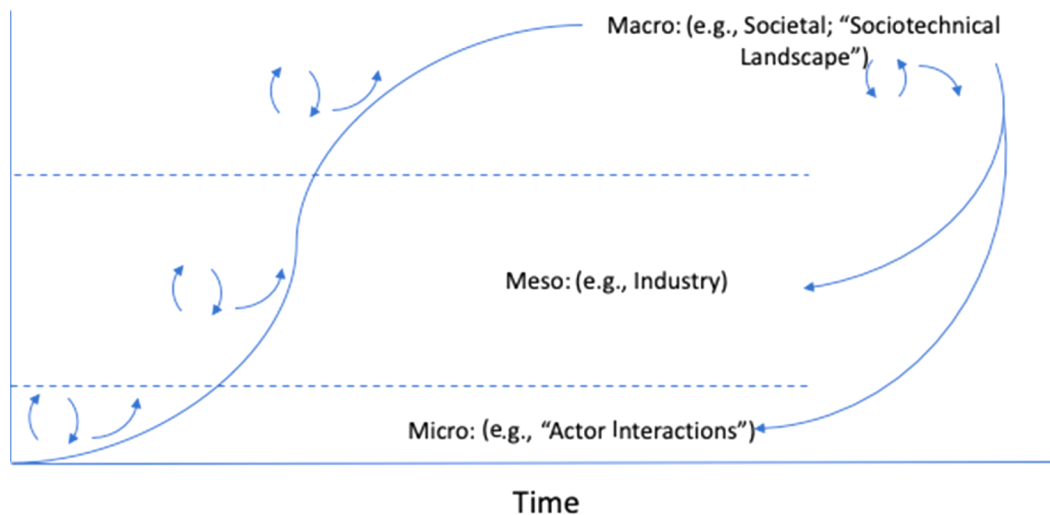 Macro: (e.g., Societal; “Sociotechnical
Landscape”)
Meso: (e.g., Industry)
Micro: (e.g., “Actor Interactions”)
Time